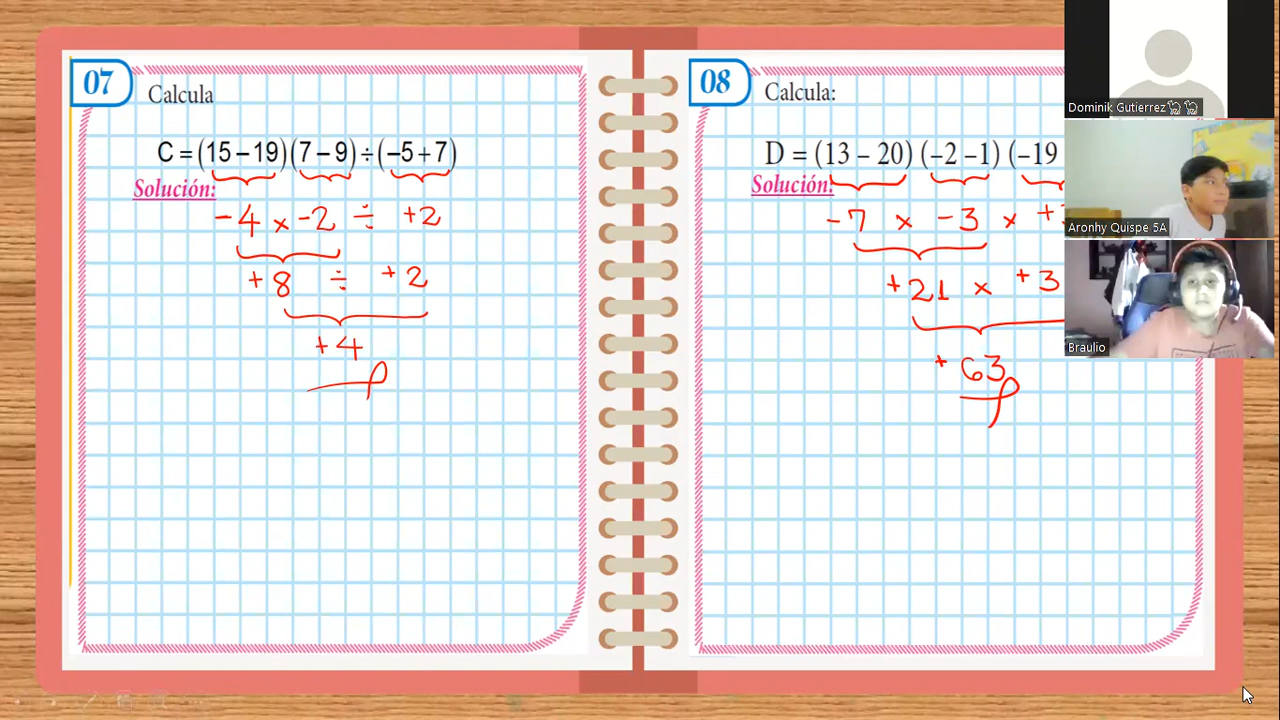 07
Calcula
C = (15 – 19)(7 – 9) ÷ (–5 + 7)
Solución:
-4 x -2 ÷ +2
+8 ÷ +2
+4
08
Calcula:
D = (13 – 20) (–2 –1) (–19
Solución:
-7 x -3 x
+21 x +3
+63
Dominik Gutierrez🐪🐪
Aronhy Quispe 5A
Braulio